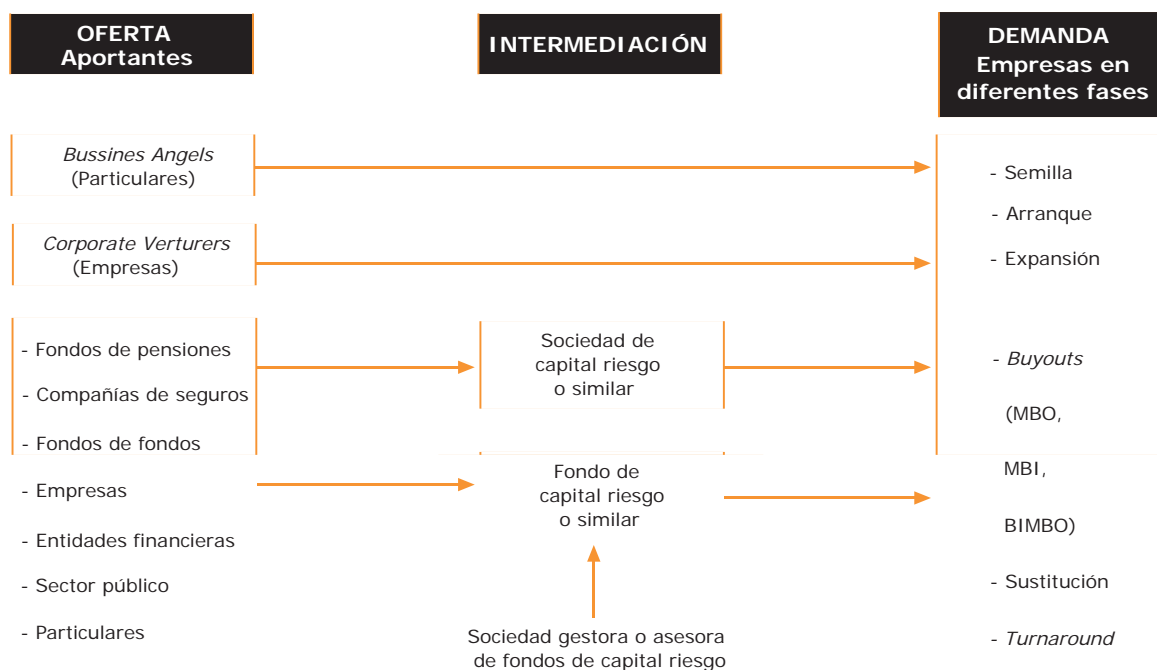 OFERTA
Aportantes
INTERMEDIACIÓN
DEMANDA
Empresas en
diferentes fases
Bussines Angels
(Particulares)
Corporate Verturers
(Empresas)
- Fondos de pensiones
- Compañías de seguros
- Fondos de fondos
- Empresas
- Entidades financieras
- Sector público
- Particulares
Sociedad de
capital riesgo
o similar
Fondo de
capital riesgo
o similar
Sociedad gestora o asesora
de fondos de capital riesgo
- Semilla
- Arranque
- Expansión
- Buyouts
(MBO,
MBI,
BIMBO)
- Sustitución
- Turnaround